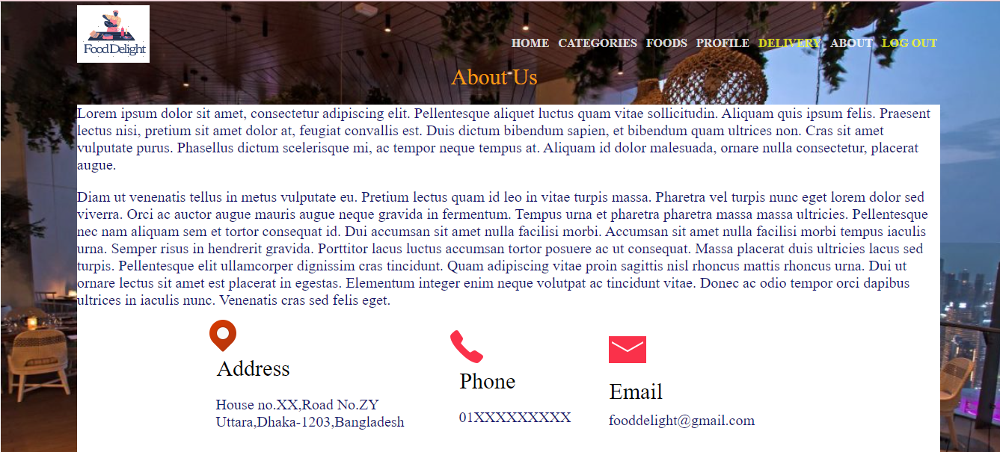 Food Delight
HOME CATEGORIES FOODS PROFILE DELIVERY ABOUT LOG OUT
About Us
Lorem ipsum dolor sit amet, consectetur adipiscing elit. Pellentesque aliquet luctus quam vitae sollicitudin. Aliquam quis ipsum felis. Praesent
lectus nisi, pretium sit amet dolor at, feugiat convallis est. Duis dictum bibendum sapien, et bibendum quam ultrices non. Cras sit amet
vulputate purus. Phasellus dictum scelerisque mi, ac tempor neque tempus at. Aliquam id dolor malesuada, ornare nulla consectetur, placerat
augue.
Diam ut venenatis tellus in metus vulputate eu. Pretium lectus quam id leo in vitae turpis massa. Pharetra vel turpis nunc eget lorem dolor sed
viverra. Orci ac auctor augue mauris augue neque gravida in fermentum. Tempus urna et pharetra pharetra massa massa ultricies. Pellentesque
nec nam aliquam sem et tortor consequat id. Dui accumsan sit amet nulla facilisi morbi. Accumsan sit amet nulla facilisi morbi tempus iaculis
urna. Semper risus in hendrerit gravida. Porttitor lacus luctus accumsan tortor posuere ac ut consequat. Massa placerat duis ultricies lacus sed
turpis. Pellentesque elit ullamcorper dignissim cras tincidunt. Quam adipiscing vitae proin sagittis nisl rhoncus mattis rhoncus urna. Dui ut
ornare lectus sit amet est placerat in egestas. Elementum integer enim neque volutpat ac tincidunt vitae. Donec ac odio tempor orci dapibus
ultrices in iaculis nunc. Venenatis cras sed felis eget.
Address
House no.XX,Road No.ZY
Uttara,Dhaka-1203,Bangladesh
Phone
01XXXXXXXXX
Email
fooddelight@gmail.com